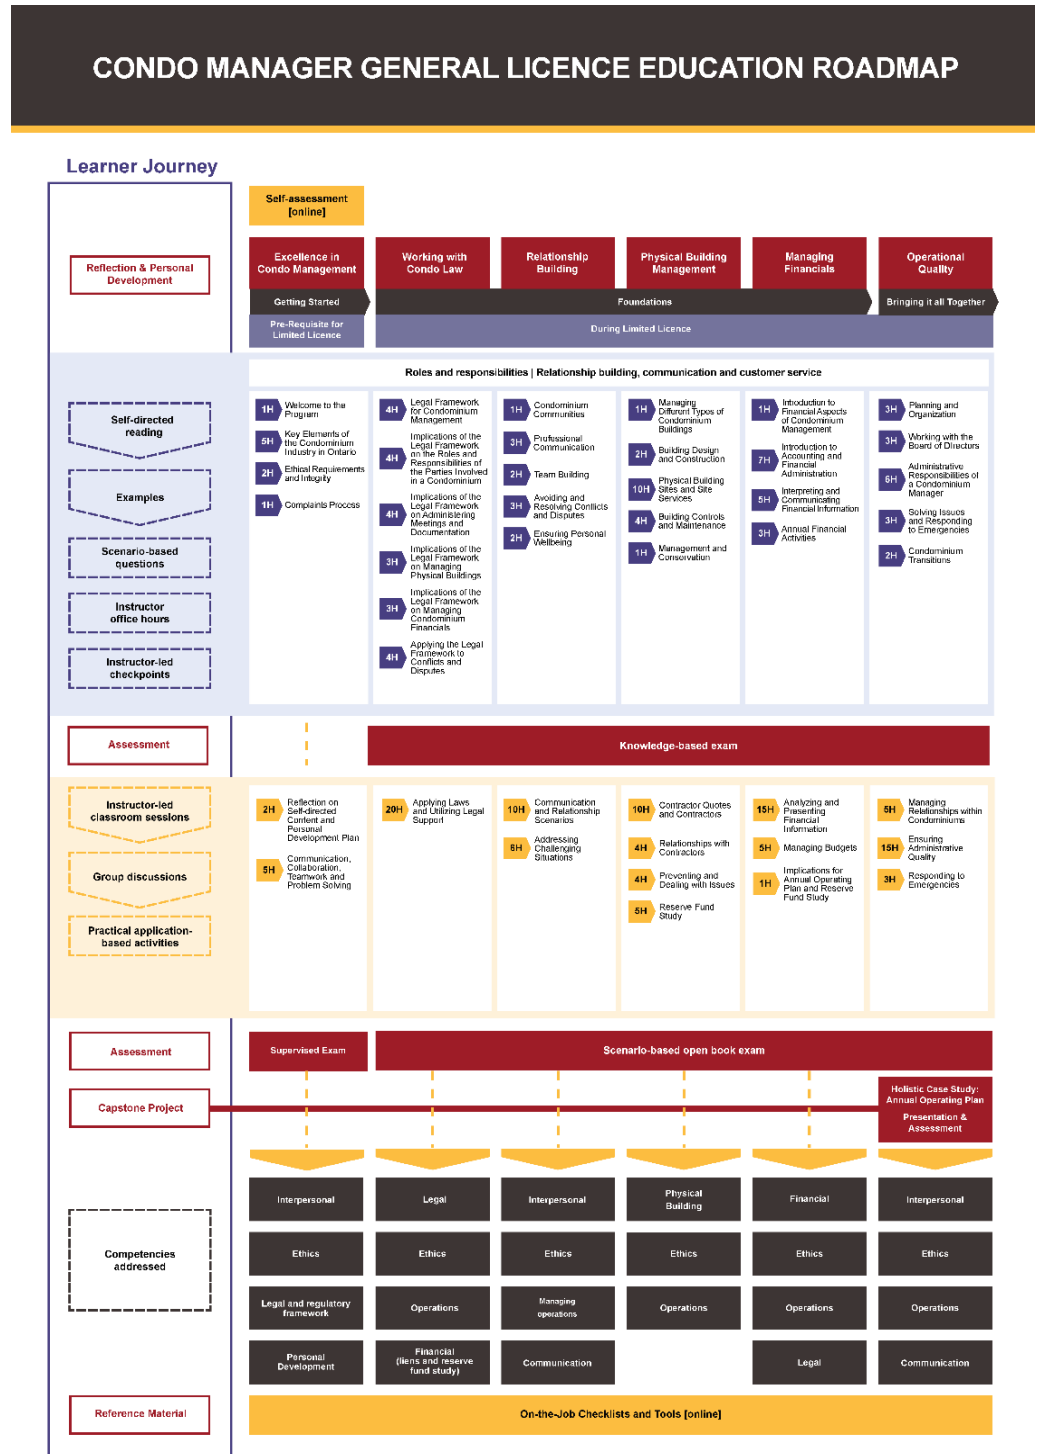 CONDO MANAGER GENERAL LICENCE EDUCATION ROADMAP
Learner Journey
Self-assessment
[online]
Reflection & Personal
Development
Excellence in
Condo Management
Working with
Condo Law
Relationship
Building
Physical Building
Management
Managing
Financials
Operational
Quality
Getting Started
Foundations
Bringing it all Together
Pre-Requisite for
Limited Licence
During Limited Licence
Roles and responsibilities | Relationship building, communication and customer service
Self-directed
reading
Examples
Scenario-based
questions
Instructor
office hours
Instructor-led
checkpoints
1H
Welcome to the
Program
5H
Key Elements of
the Condominium
Industry in Ontario
2H
Ethical Requirements
and Integrity
1H
Complaints Process
4H
Legal Framework
for Condominium
Management
4H
Implications of the
Legal Framework
on the Roles and
Responsibilities of
the Parties Involved
in a Condominium
4H
Implications of the
Legal Framework
on Administering
Meetings and
Documentation
3H
Implications of the
Legal Framework
on Managing
Physical Buildings
3H
Implications of the
Legal Framework
on Managing
Condominium
Financials
4H
Applying the Legal
Framework to
Conflicts and
Disputes
1H
Condominium
Communities
3H
Professional
Communication
2H
Team Building
3H
Avoiding and
Resolving Conflicts
and Disputes
2H
Ensuring Personal
Wellbeing
1H
Managing
Different Types of
Condominium
Buildings
2H
Building Design
and Construction
10H
Physical Building
Sites and Site
Services
4H
Building Controls
and Maintenance
1H
Management and
Conservation
1H
Introduction to
Financial Aspects
of Condominium
Management
7H
Introduction to
Accounting and
Financial
Administration
5H
Interpreting and
Communicating
Financial Information
3H
Annual Financial
Activities
3H
Planning and
Organization
3H
Working with the
Board of Directors
6H
Administrative
Responsibilities of
a Condominium
Manager
3H
Solving Issues
and Responding
to Emergencies
2H
Condominium
Transitions
Assessment
Knowledge-based exam
Instructor-led
classroom sessions
Group discussions
Practical application-
based activities
2H
Reflection on
Self-directed
Content and
Personal
Development Plan
5H
Communication,
Collaboration,
Teamwork and
Problem Solving
20H
Applying Laws
and Utilizing Legal
Support
10H
Communication
and Relationship
Scenarios
8H
Addressing
Challenging
Situations
10H
Contractor Quotes
and Contractors
4H
Relationships with
Contractors
4H
Preventing and
Dealing with Issues
5H
Reserve Fund
Study
15H
Analyzing and
Presenting
Financial
Information
5H
Managing Budgets
1H
Implications for
Annual Operating
Plan and Reserve
Fund Study
5H
Managing
Relationships within
Condominiums
15H
Ensuring
Administrative
Quality
3H
Responding to
Emergencies
Assessment
Supervised Exam
Scenario-based open book exam
Capstone Project
Holistic Case Study:
Annual Operating Plan
Presentation &
Assessment
Competencies
addressed
Interpersonal
Legal
Interpersonal
Physical
Building
Financial
Interpersonal
Ethics
Ethics
Ethics
Ethics
Ethics
Ethics
Legal and regulatory
framework
Operations
Managing
operations
Operations
Operations
Operations
Personal
Development
Financial
(liens and reserve
fund study)
Communication
Legal
Communication
Reference Material
On-the-Job Checklists and Tools [online]